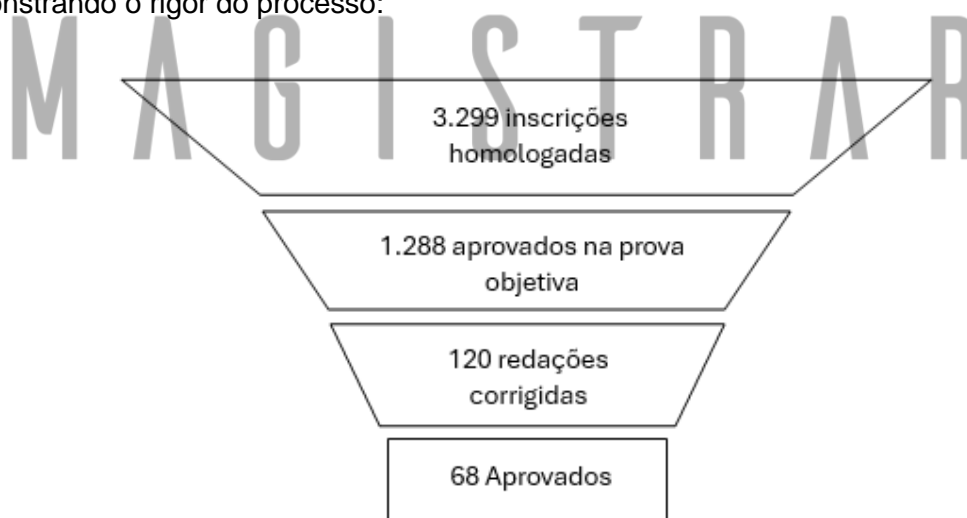 onstrando o rigor do processo:
MAGISTRAR
3.299 inscrições
homologadas
1.288 aprovados na prova
objetiva
120 redações
corrigidas
68 Aprovados